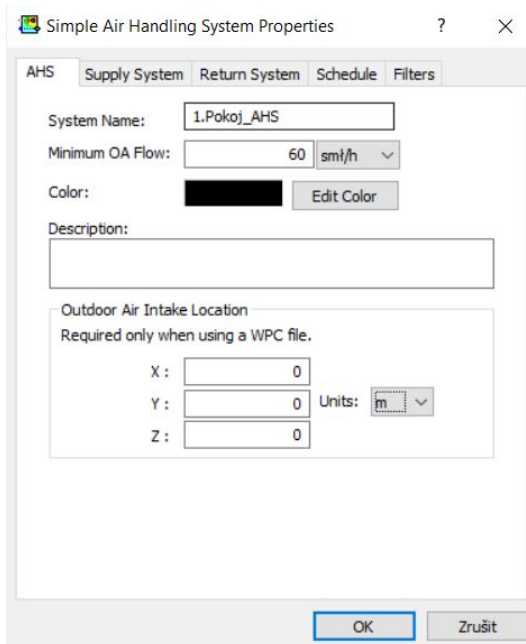 Simple Air Handling System Properties ? ×
AHS Supply System Return System Schedule Filters
System Name: 1.Pokoj_AHS
Minimum OA Flow: 60 smł/h
Color: Edit Color
Description:
Outdoor Air Intake Location
Required only when using a WPC file.
X : 0
Y : 0 Units: m
Z : 0
OK Zrušit